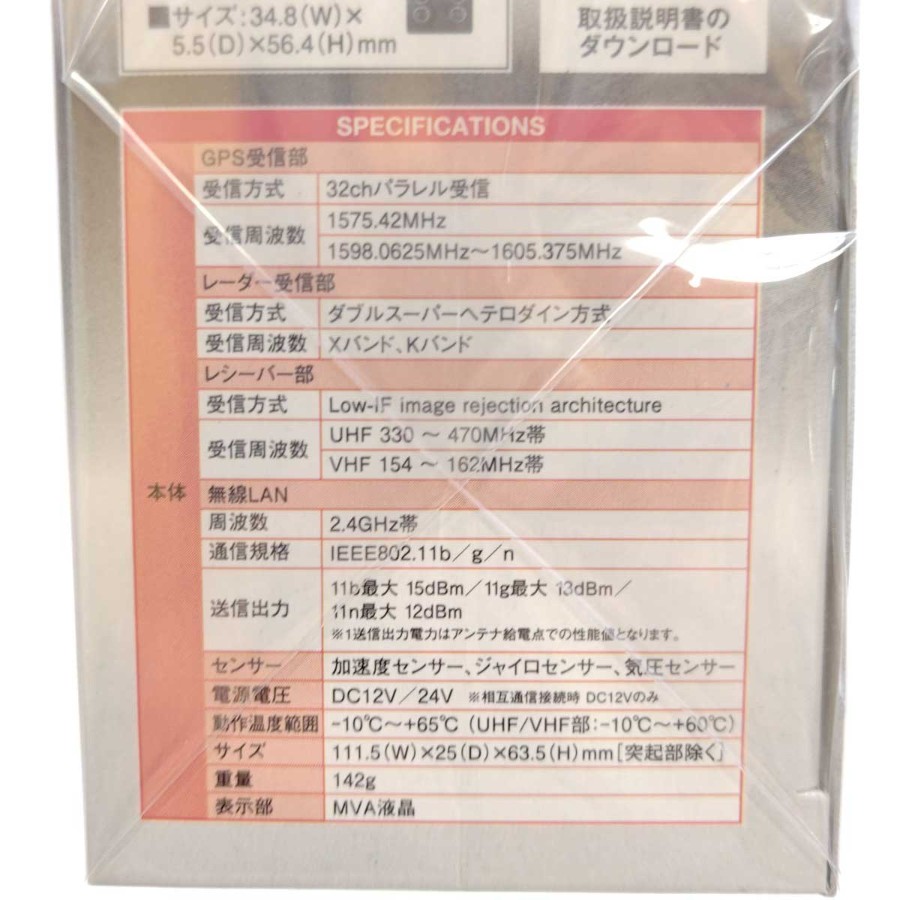 ■サイズ:34.8(W)×
5.5(D)×56.4(H)mm
取扱説明書の
ダウンロード
SPECIFICATIONS
本体
GPS受信部
受信方式 32chパラレル受信
受信周波数 1575.42MHz
1598.0625MHz〜1605.375MHz
レーダー受信部
受信方式 ダブルスーパーヘテロダイン方式
受信周波数 Xバンド、Kバンド
レシーバー部
受信方式 Low-IF image rejection architecture
受信周波数 UHF 330 〜 470MHz帯
VHF 154 〜 162MHz帯
無線LAN
周波数 2.4GHz帯
通信規格 IEEE802.11b/g/n
送信出力 11b最大 15dBm/11g最大 13dBm/
11n最大 12dBm
※1送信出力電力はアンテナ給電点での性能値となります。
センサー 加速度センサー、ジャイロセンサー、気圧センサー
電源電圧 DC12V/24V ※相互通信接続時 DC12Vのみ
動作温度範囲 -10℃〜+65℃ (UHF/VHF部:-10℃〜+60℃)
サイズ 111.5(W)×25(D)×63.5(H)mm[突起部除く]
重量 142g
表示部 MVA液晶